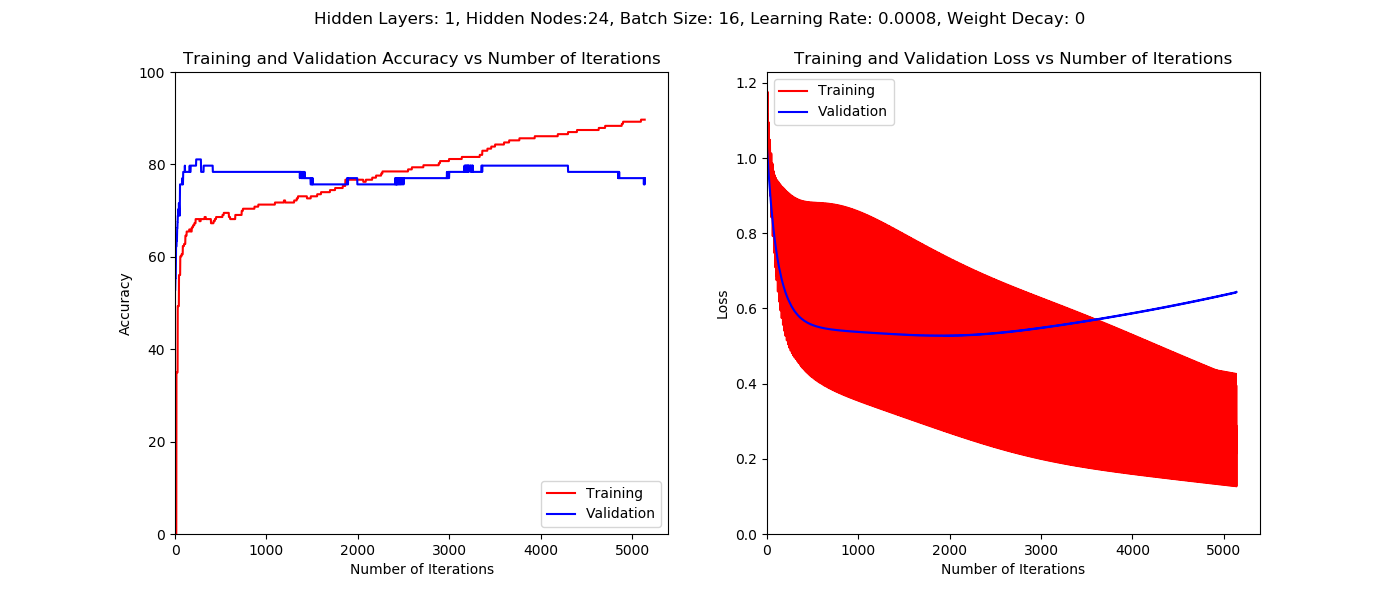 Hidden Layers: 1, Hidden Nodes:24, Batch Size: 16, Learning Rate: 0.0008, Weight Decay: 0
Training and Validation Accuracy vs Number of Iterations
100
80
60
40
20
0
Accuracy
0 1000 2000 3000 4000 5000
Number of Iterations
Training
Validation
Training and Validation Loss vs Number of Iterations
Training
Validation
1.2
1.0
0.8
0.6
0.4
0.2
0.0
Loss
0 1000 2000 3000 4000 5000
Number of Iterations